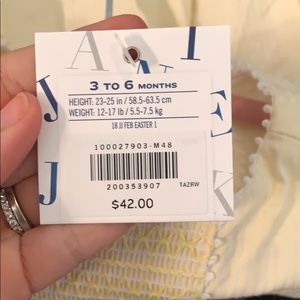 J A N I E
J A C K
3 TO 6 MONTHS
HEIGHT: 23-25 in / 58.5-63.5 cm
WEIGHT: 12-17 lb / 5.5-7.5 kg
18 JJ FEB EASTER 1
100027903-M48
200353907 TAZRW
$42.00